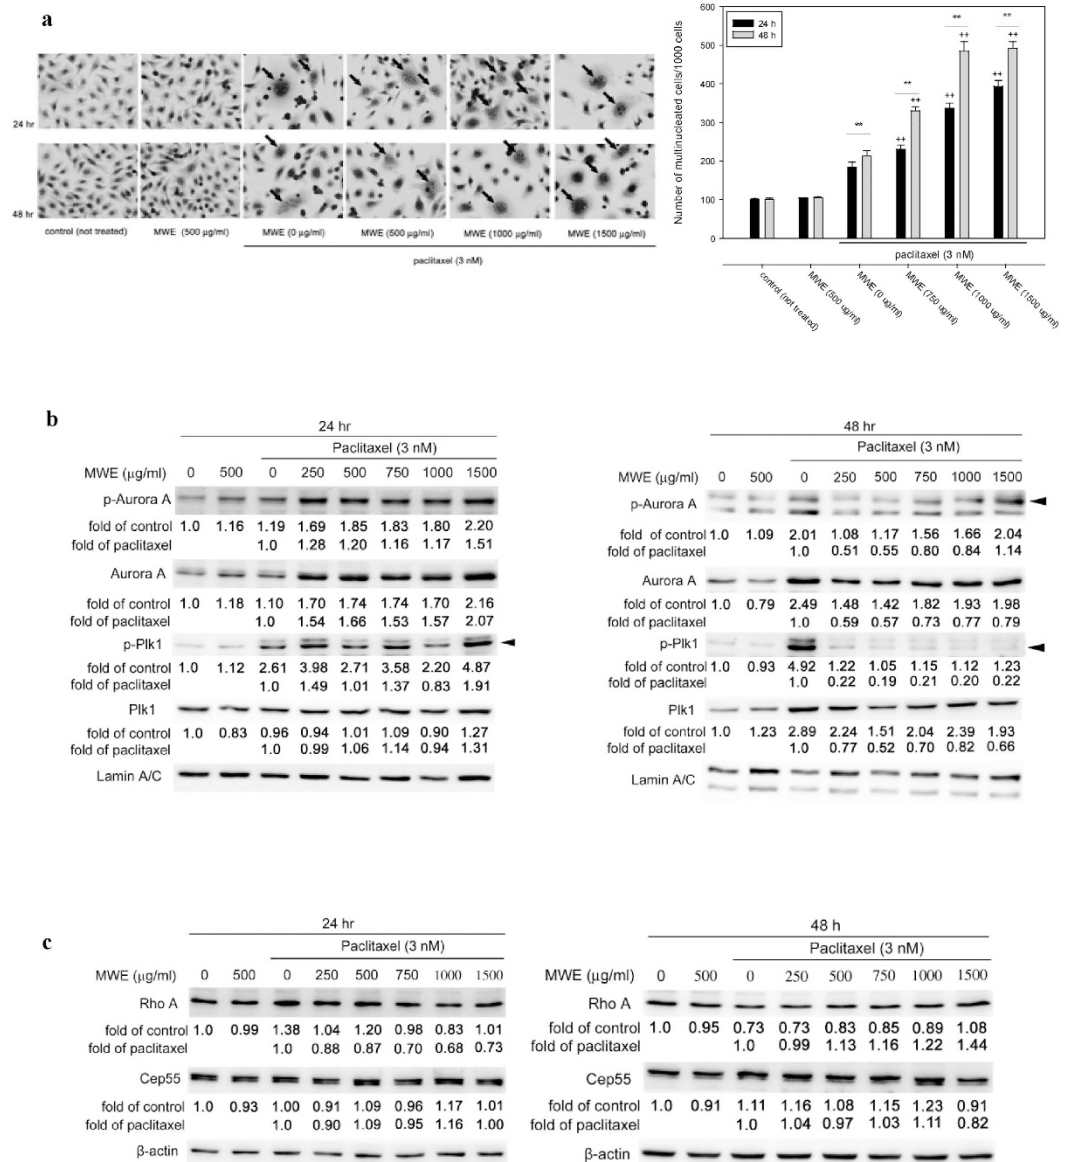 a
24 hr
48 hr
control (not treated) MWE (500 µg/ml) MWE (0 µg/ml) MWE (500 µg/ml) MWE (1000 µg/ml) MWE (1500 µg/ml)
paclitaxel (3 nM)
Number of multinucleated cells/1000 cells
600
500
400
300
200
100
0
24 h
48 h
** ** ** **
++ ++ ++ ++ ++ ++
paclitaxel (3 nM)
control (not treated)
MWE (500 ug/ml)
MWE (0 ug/ml)
MWE (750 ug/ml)
MWE (1000 ug/ml)
MWE (1500 ug/ml)
b
24 hr
Paclitaxel (3 nM)
MWE (µg/ml) 0 500 0 250 500 750 1000 1500
p-Aurora A
fold of control 1.0 1.16 1.19 1.69 1.85 1.83 1.80 2.20
fold of paclitaxel 1.0 1.28 1.20 1.16 1.17 1.51
Aurora A
fold of control 1.0 1.18 1.10 1.70 1.74 1.74 1.70 2.16
fold of paclitaxel 1.0 1.54 1.66 1.53 1.57 2.07
p-Plk1
fold of control 1.0 1.12 2.61 3.98 2.71 3.58 2.20 4.87
fold of paclitaxel 1.0 1.49 1.01 1.37 0.83 1.91
Plk1
fold of control 1.0 0.83 0.96 0.94 1.01 1.09 0.90 1.27
fold of paclitaxel 1.0 0.99 1.06 1.14 0.94 1.31
Lamin A/C
48 hr
Paclitaxel (3 nM)
MWE (µg/ml) 0 500 0 250 500 750 1000 1500
p-Aurora A
fold of control 1.0 1.09 2.01 1.08 1.17 1.56 1.66 2.04
fold of paclitaxel 1.0 0.51 0.55 0.80 0.84 1.14
Aurora A
fold of control 1.0 0.79 2.49 1.48 1.42 1.82 1.93 1.98
fold of paclitaxel 1.0 0.59 0.57 0.73 0.77 0.79
p-Plk1
fold of control 1.0 0.93 4.92 1.22 1.05 1.15 1.12 1.23
fold of paclitaxel 1.0 0.22 0.19 0.21 0.20 0.22
Plk1
fold of control 1.0 1.23 2.89 2.24 1.51 2.04 2.39 1.93
fold of paclitaxel 1.0 0.77 0.52 0.70 0.82 0.66
Lamin A/C
c
24 hr
Paclitaxel (3 nM)
MWE (µg/ml) 0 500 0 250 500 750 1000 1500
Rho A
fold of control 1.0 0.99 1.38 1.04 1.20 0.98 0.83 1.01
fold of paclitaxel 1.0 0.88 0.87 0.70 0.68 0.73
Cep55
fold of control 1.0 0.93 1.00 0.91 1.09 0.96 1.17 1.01
fold of paclitaxel 1.0 0.90 1.09 0.95 1.16 1.00
β-actin
48 h
Paclitaxel (3 nM)
MWE (µg/ml) 0 500 0 250 500 750 1000 1500
Rho A
fold of control 1.0 0.95 0.73 0.73 0.83 0.85 0.89 1.08
fold of paclitaxel 1.0 0.99 1.13 1.16 1.22 1.44
Cep55
fold of control 1.0 0.91 1.11 1.16 1.08 1.15 1.23 0.91
fold of paclitaxel 1.0 1.04 0.97 1.03 1.11 0.82
β-actin